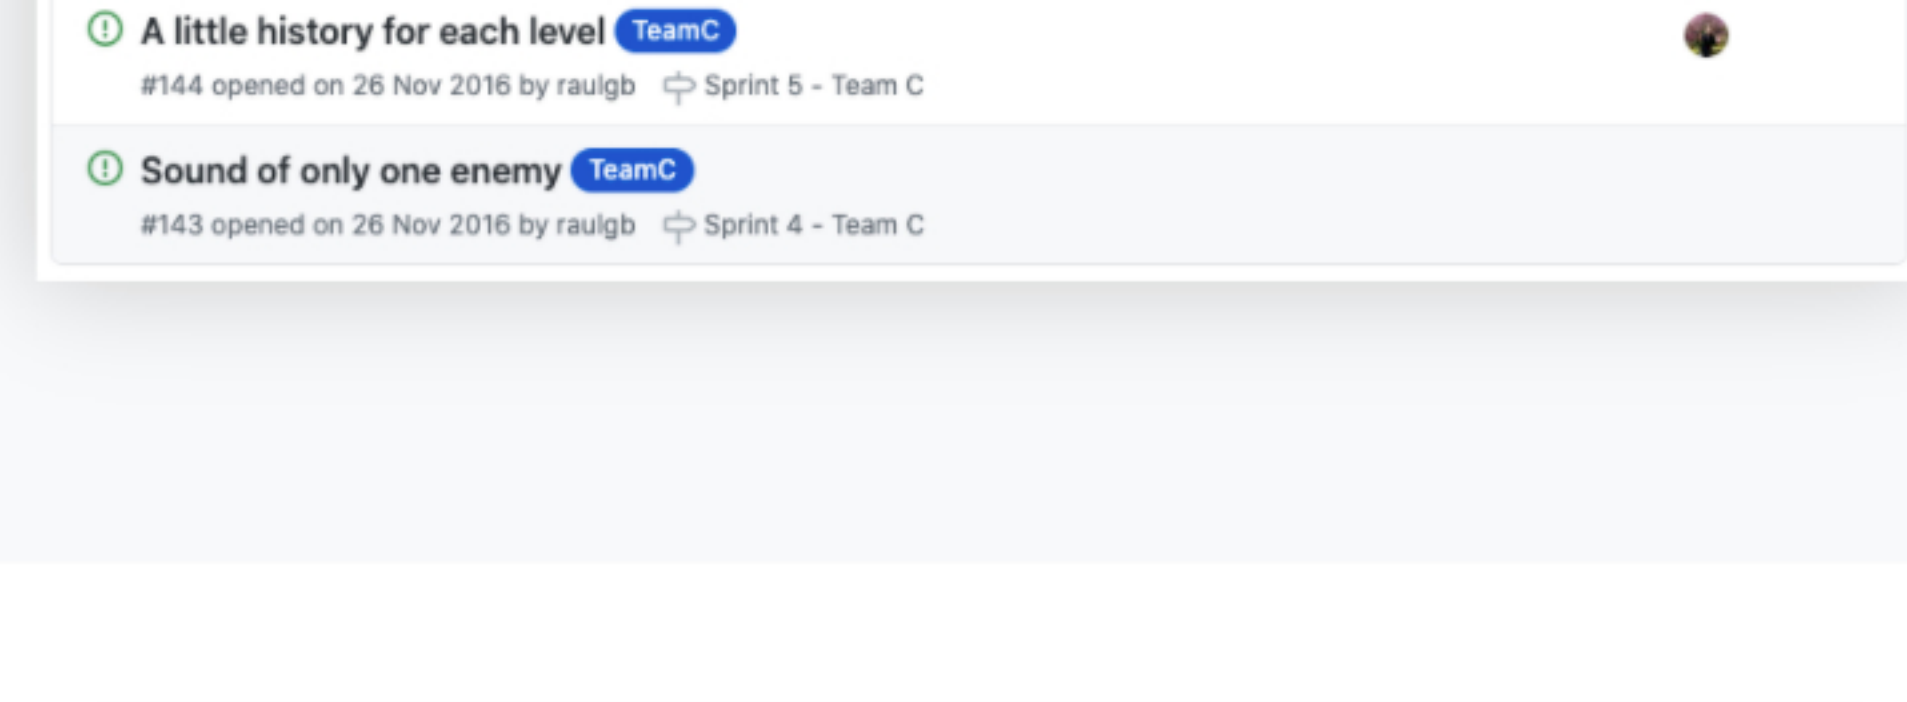 A little history for each level TeamC
#144 opened on 26 Nov 2016 by raulgb Sprint 5 - Team C
Sound of only one enemy TeamC
#143 opened on 26 Nov 2016 by raulgb Sprint 4 - Team C